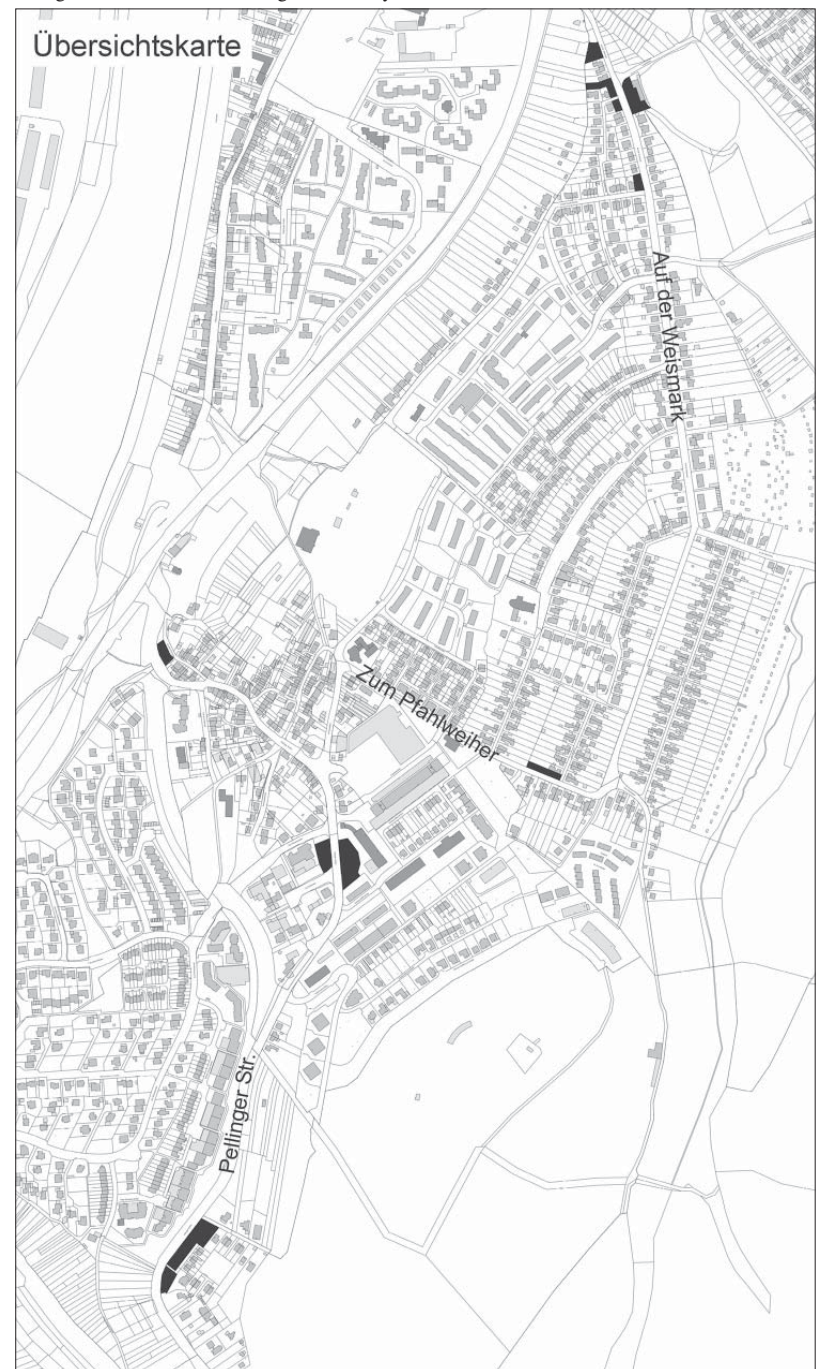 Übersichtskarte
Auf der Weismark
Zum Pfahlweiher
Pellinger Str.